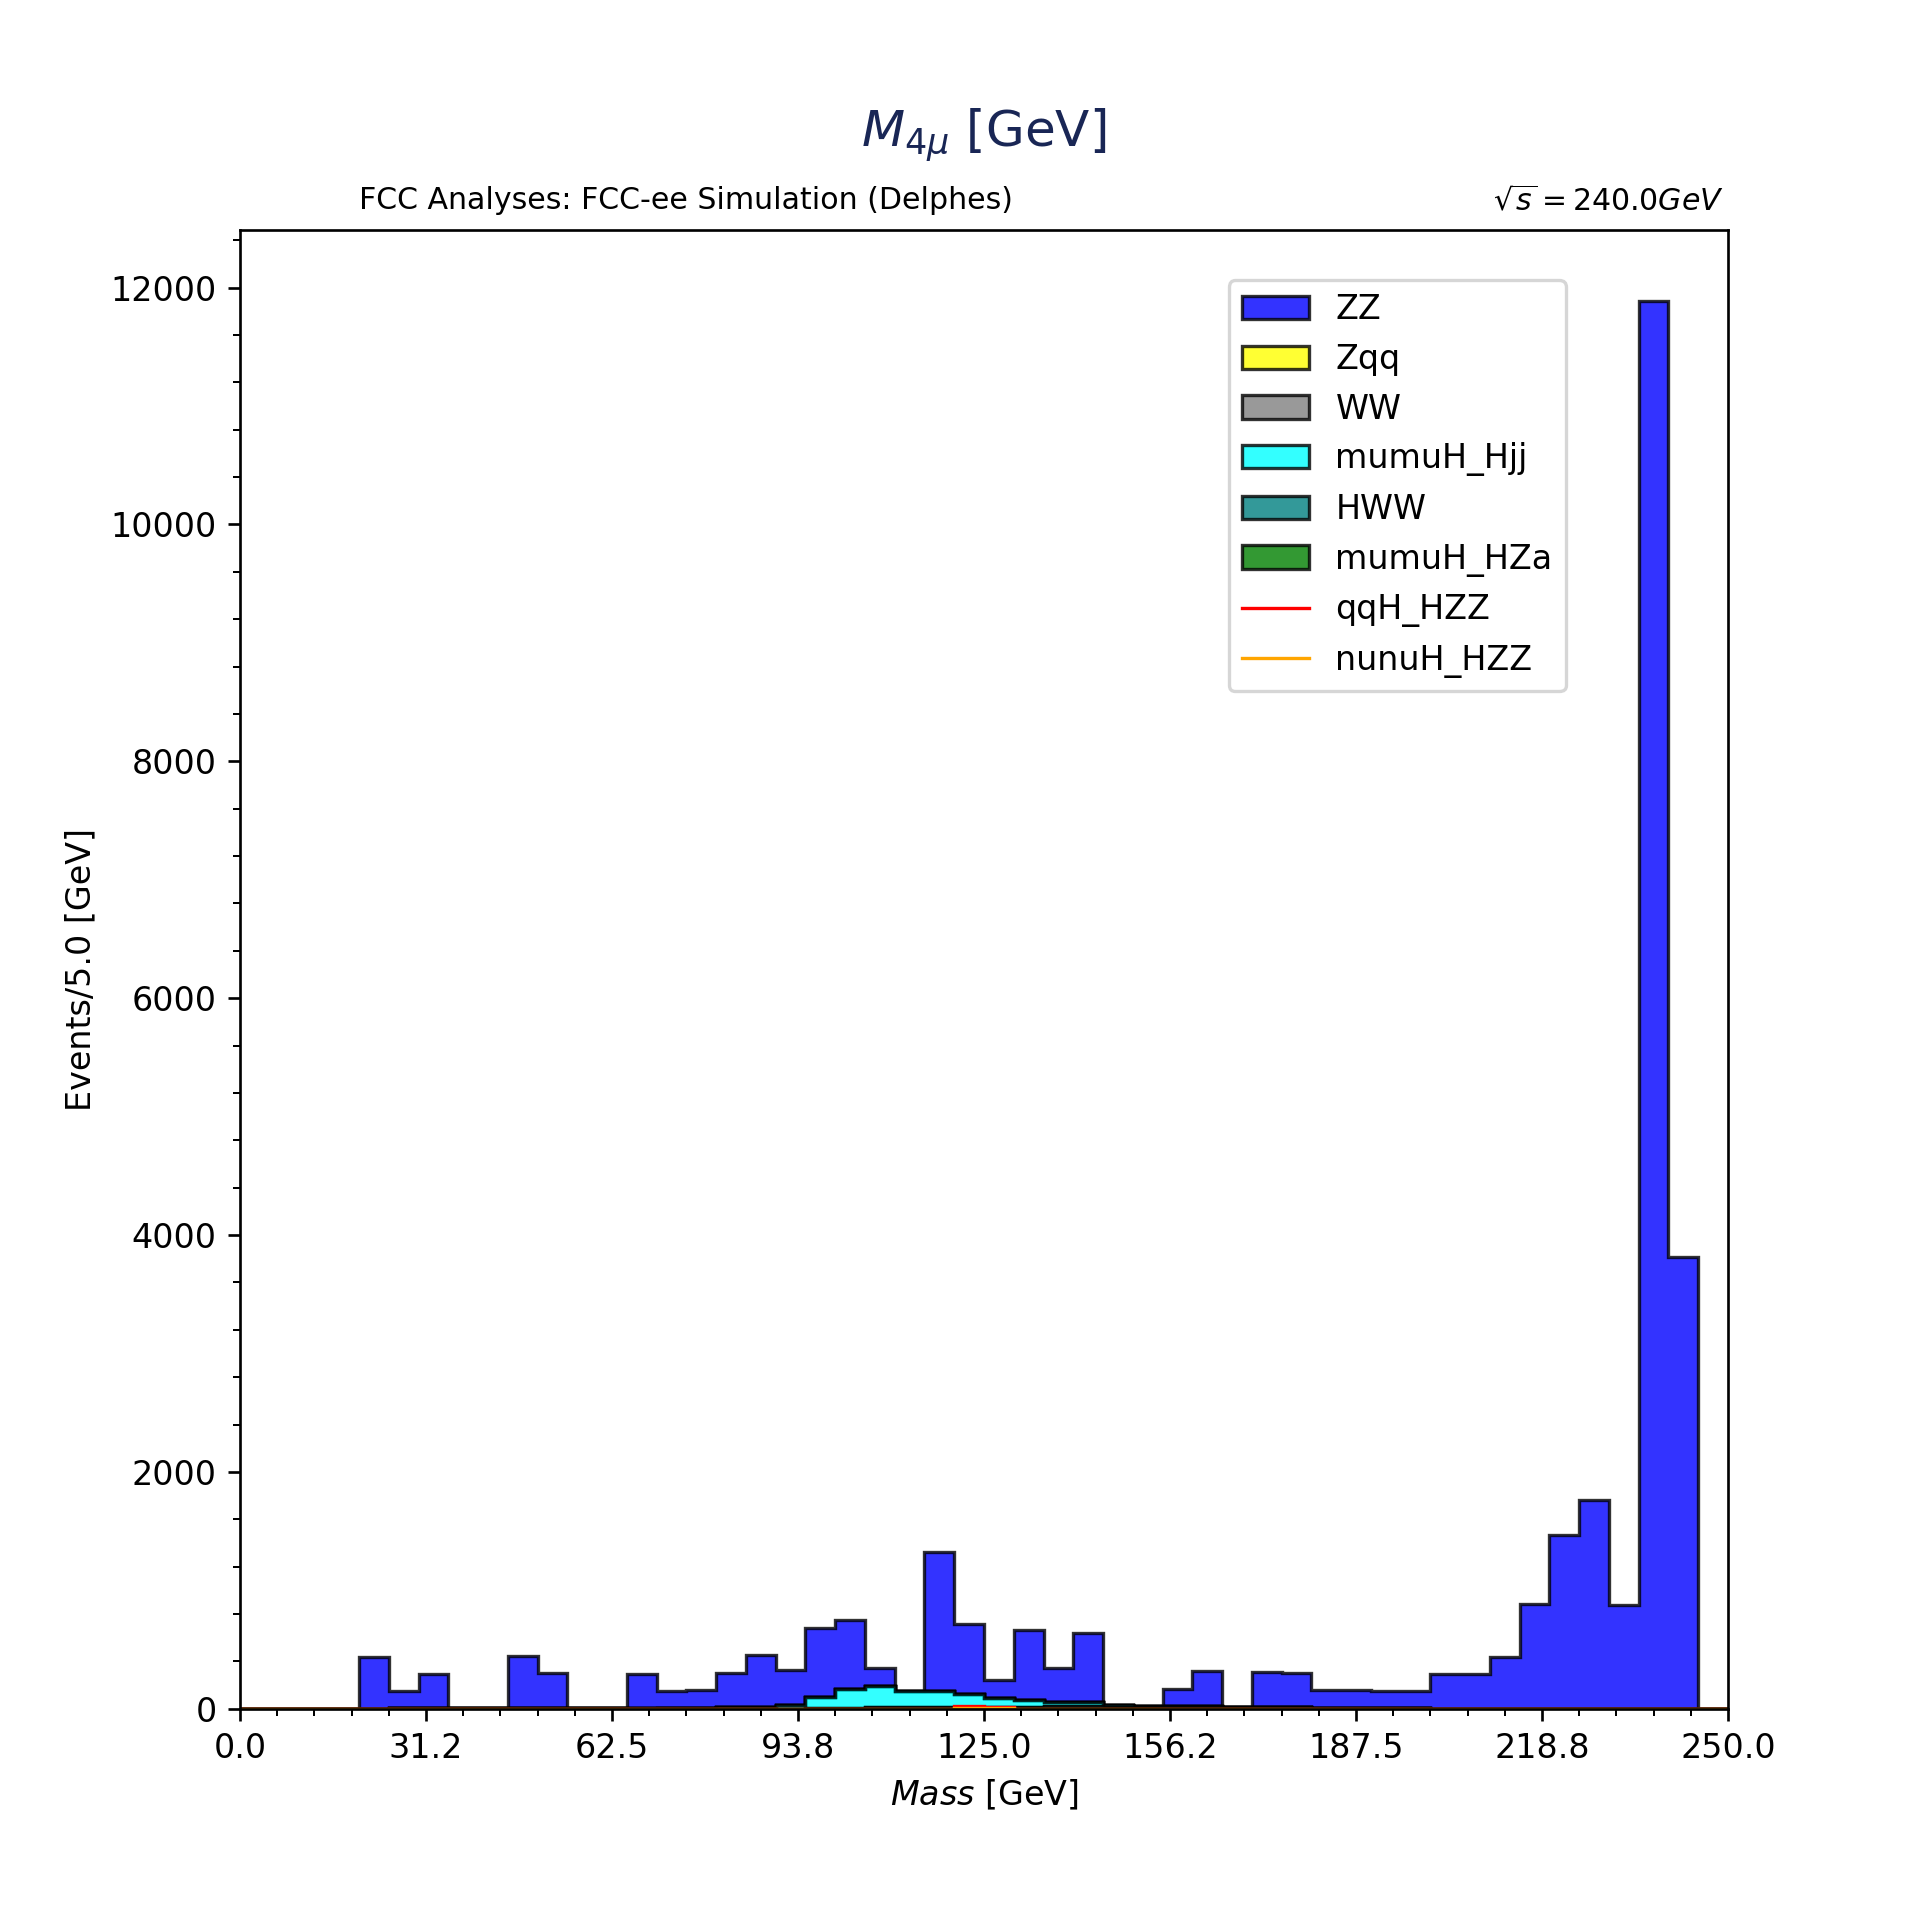 M4μ [GeV]
FCC Analyses: FCC-ee Simulation (Delphes)
√s = 240.0GeV
12000
10000
8000
6000
4000
2000
0
Events/5.0 [GeV]
ZZ
Zqq
WW
mumuH_Hjj
HWW
mumuH_HZa
qqH_HZZ
nunuH_HZZ
0.0 31.2 62.5 93.8 125.0 156.2 187.5 218.8 250.0
Mass [GeV]